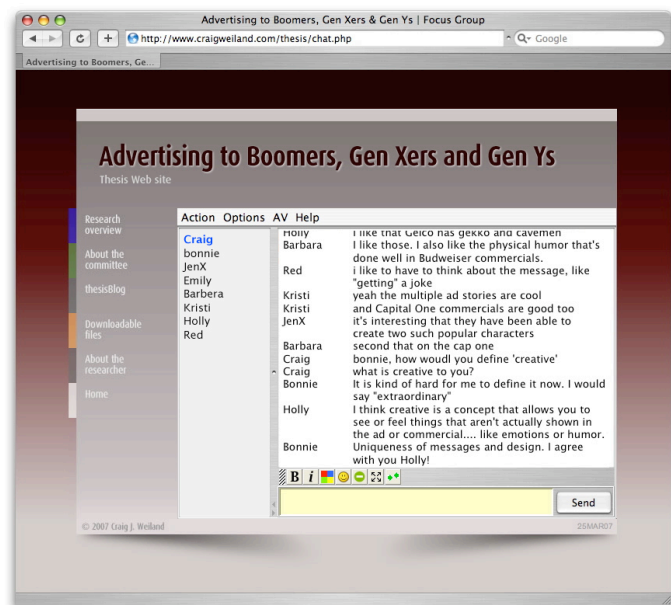 Advertising to Boomers, Gen Xers & Gen Ys | Focus Group
http://www.craigweiland.com/thesis/chat.php
Google
Advertising to Boomers, Ge...
Advertising to Boomers, Gen Xers and Gen Ys
Thesis Web site
Research
overview
About the
committee
thesisBlog
Downloadable
files
About the
researcher
Home
Action Options AV Help
Craig
bonnie
JenX
Emily
Barbera
Kristi
Holly
Red
Holly I like that Geico has gekko and cavemen
Barbara I like those. I also like the physical humor that's
done well in Budweiser commercials.
Red i like to have to think about the message, like
"getting" a joke
Kristi yeah the multiple ad stories are cool
Kristi and Capital One commercials are good too
JenX it's interesting that they have been able to
create two such popular characters
Barbara second that on the cap one
Craig bonnie, how woudl you define 'creative'
Craig what is creative to you?
Bonnie It is kind of hard for me to define it now. I would
say "extraordinary"
Holly I think creative is a concept that allows you to
see or feel things that aren't actually shown in
the ad or commercial.... like emotions or humor.
Bonnie Uniqueness of messages and design. I agree
with you Holly!
B i
Send
© 2007 Craig J. Weiland
25MAR07